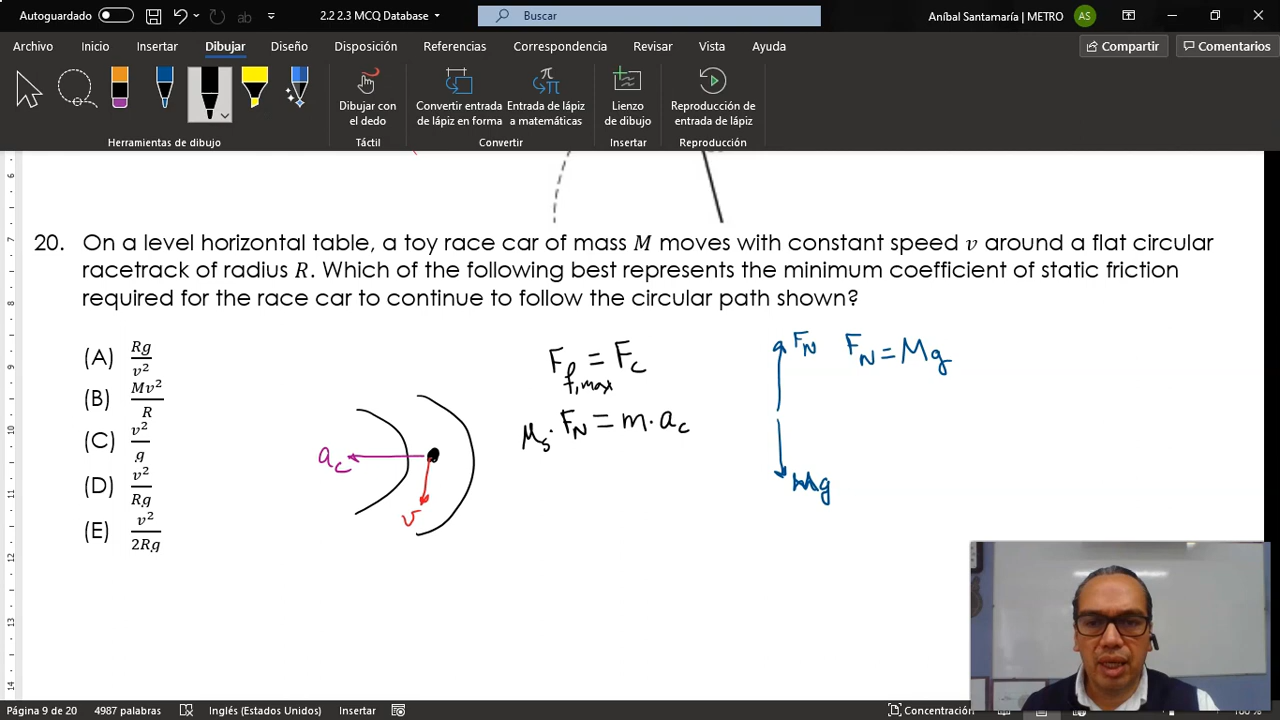 Autoguardado
2.2 2.3 MCQ Database
Buscar
Aníbal Santamaría | METRO
AS
Archivo Inicio Insertar Dibujar Diseño Disposición Referencias Correspondencia Revisar Vista Ayuda
Compartir
Comentarios
Dibujar con el dedo
Convertir entrada de lápiz en forma
Entrada de lápiz a matemáticas
Lienzo de dibujo
Reproducción de entrada de lápiz
Herramientas de dibujo
Táctil
Convertir
Insertar
Reproducción
20. On a level horizontal table, a toy race car of mass M moves with constant speed v around a flat circular
racetrack of radius R. Which of the following best represents the minimum coefficient of static friction
required for the race car to continue to follow the circular path shown?
(A) Rg/v²
(B) Mv²/R
(C) v²/g
(D) v²/Rg
(E) v²/2Rg
a_c
v
F_f,max = F_c
μ_s · F_N = m · a_c
F_N
F_N = Mg
Mg
Página 9 de 20
4987 palabras
Inglés (Estados Unidos)
Insertar
Concentración